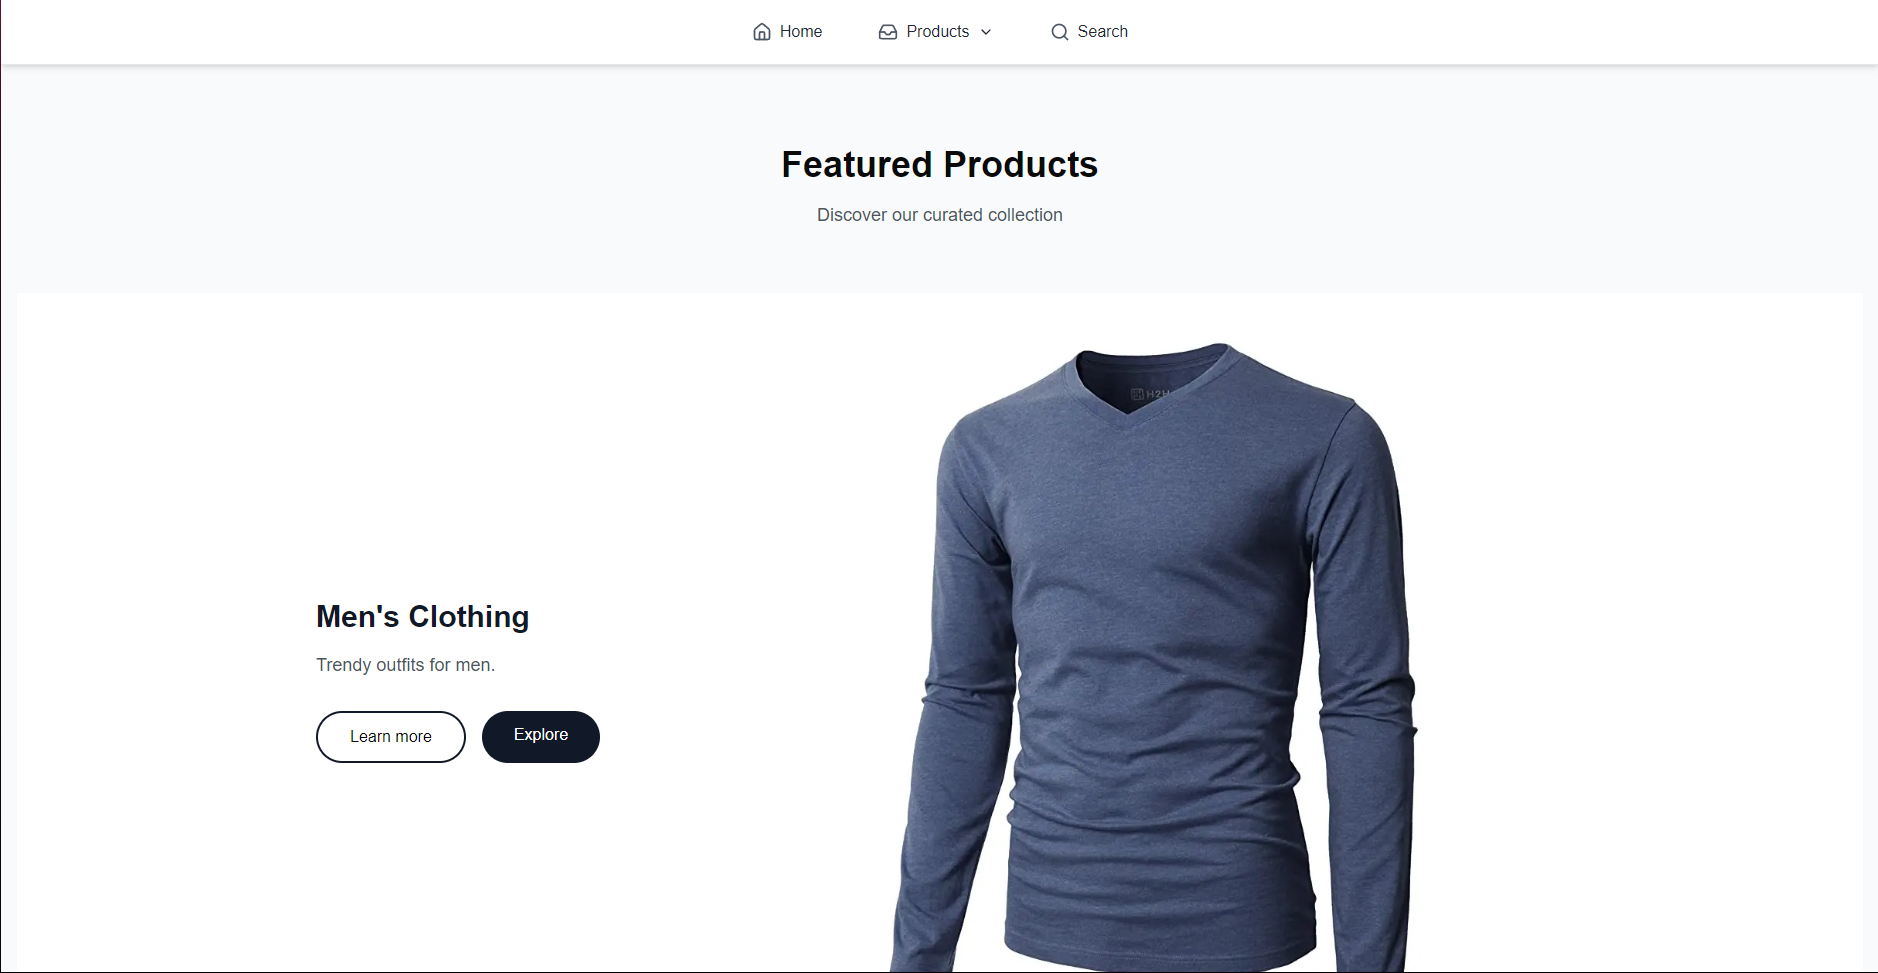 Home
Products
Search
Featured Products
Discover our curated collection
H2H
Men's Clothing
Trendy outfits for men.
Learn more
Explore